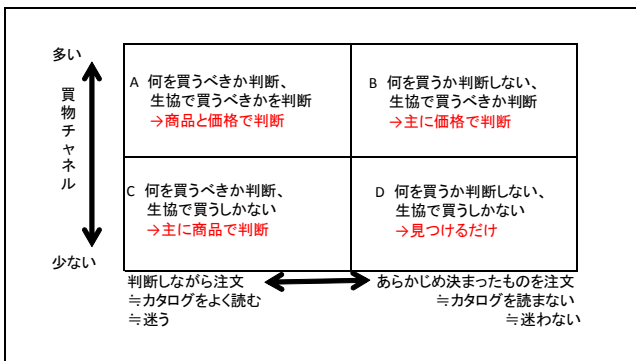 多い
買物チャネル
少ない
A 何を買うべきか判断、
生協で買うべきかを判断
→商品と価格で判断
B 何を買うか判断しない、
生協で買うべきか判断
→主に価格で判断
C 何を買うべきか判断、
生協で買うしかない
→主に商品で判断
D 何を買うか判断しない、
生協で買うしかない
→見つけるだけ
判断しながら注文
≒カタログをよく読む
≒迷う
あらかじめ決まったものを注文
≒カタログを読まない
≒迷わない